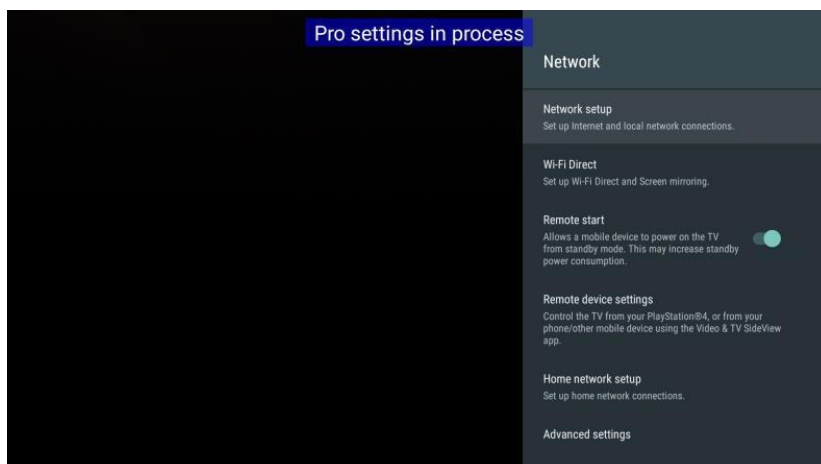 Pro settings in process
Network
Network setup
Set up Internet and local network connections.
Wi-Fi Direct
Set up Wi-Fi Direct and Screen mirroring.
Remote start
Allows a mobile device to power on the TV
from standby mode. This may increase standby
power consumption.
Remote device settings
Control the TV from your PlayStation®4, or from your
phone/other mobile device using the Video & TV SideView
app.
Home network setup
Set up home network connections.
Advanced settings